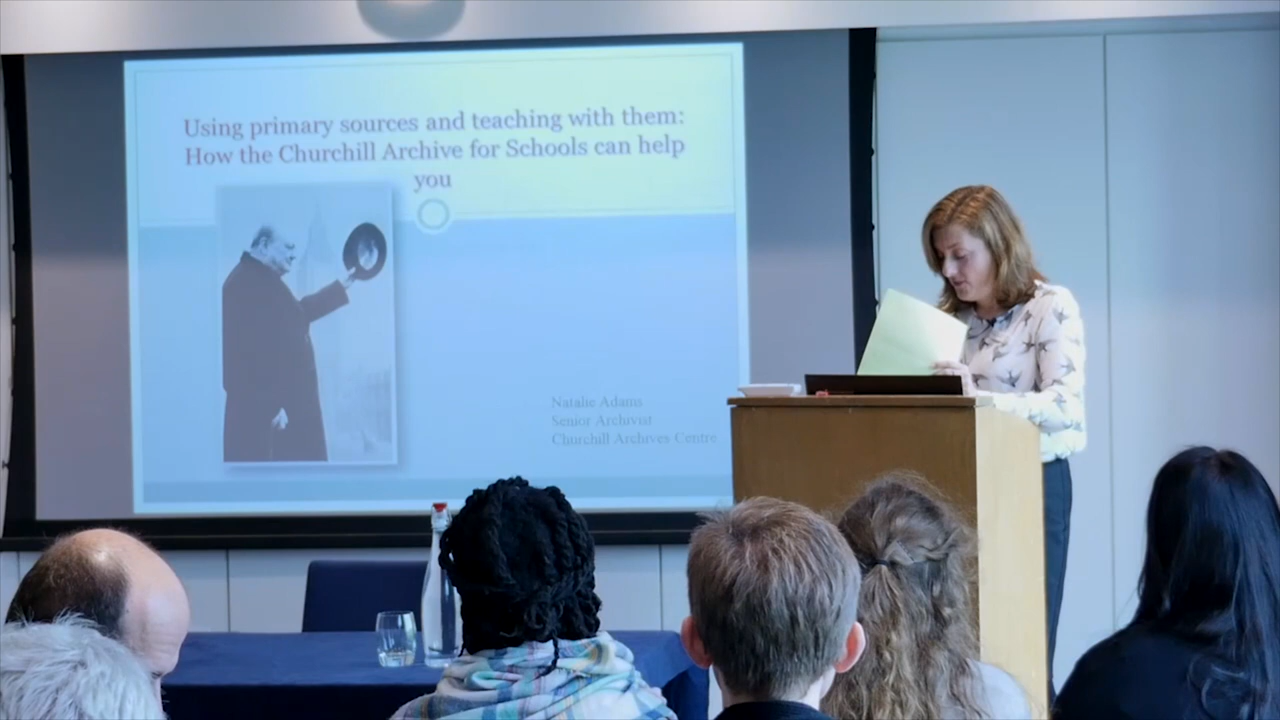 Using primary sources and teaching with them:
How the Churchill Archive for Schools can help
you
Natalie Adams
Senior Archivist
Churchill Archives Centre